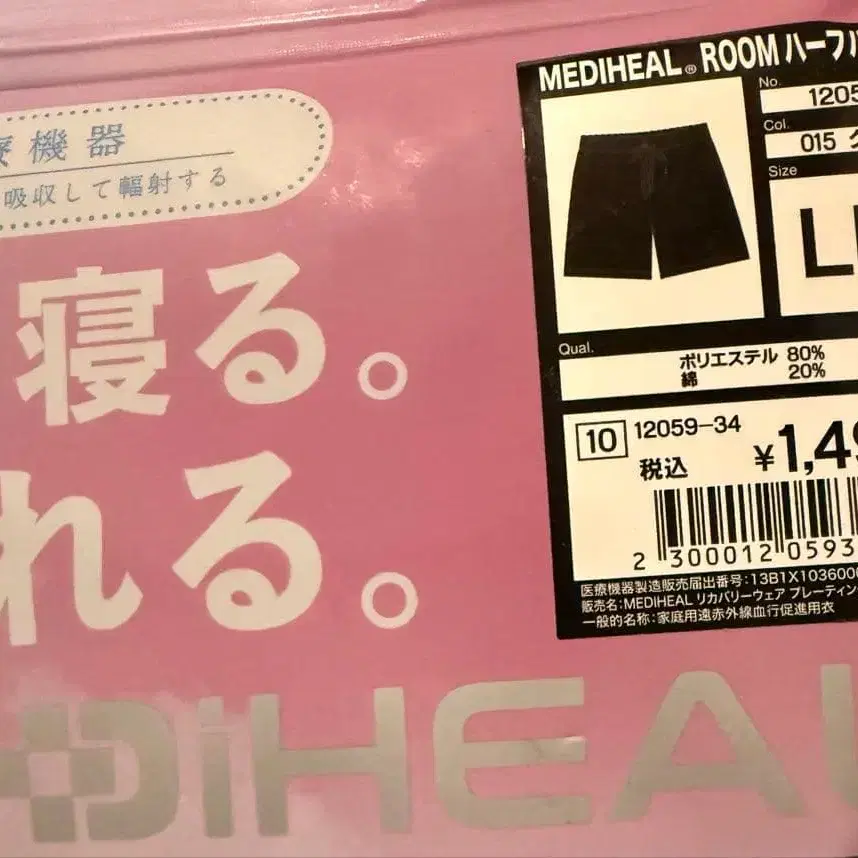 機器
吸収して輻射する
寝る。
れる。
MEDIHEAL
MEDIHEAL® ROOM ハーフ
No.
1205
Col.
015
Size
L
Qual.
ポリエステル 80%
綿 20%
10 12059-34
税込 ¥1,49
2 300012 0593
医療機器製造販売届出番号:13B1X1036000
販売名:MEDIHEAL リカバリーウェア プレーティン
一般的名称:家庭用遠赤外線血行促進用衣